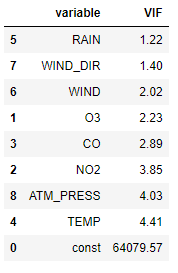 variable VIF
5 RAIN 1.22
7 WIND_DIR 1.40
6 WIND 2.02
1 O3 2.23
3 CO 2.89
2 NO2 3.85
8 ATM_PRESS 4.03
4 TEMP 4.41
0 const 64079.57